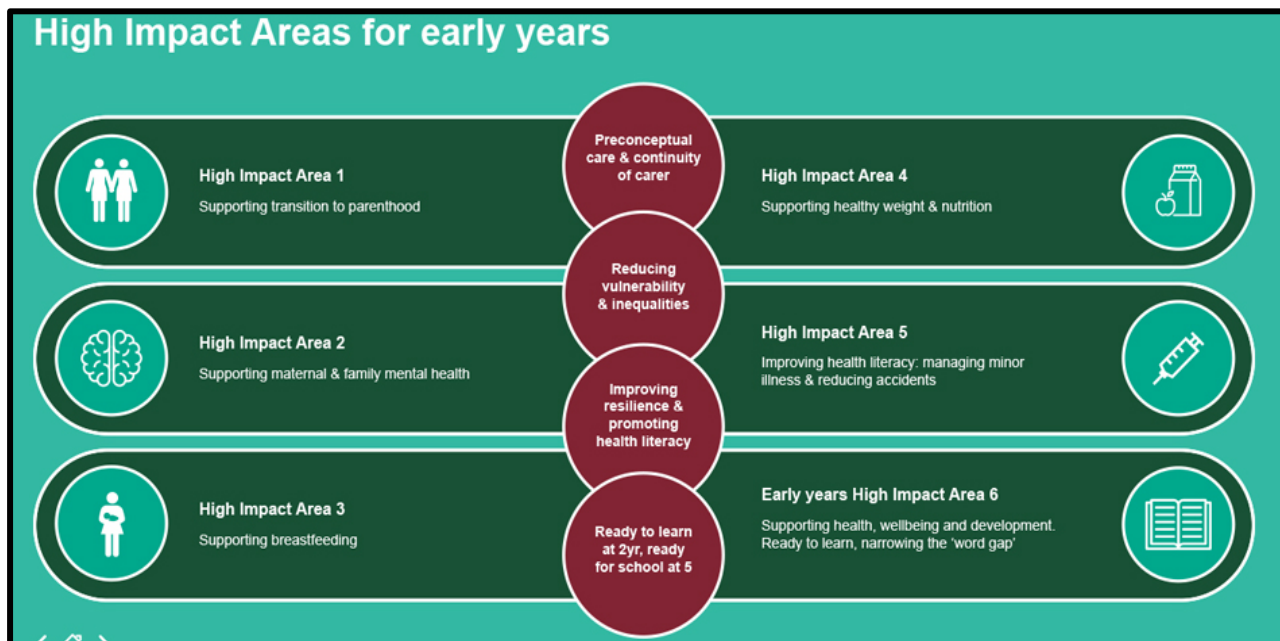 High Impact Areas for early years
High Impact Area 1
Supporting transition to parenthood
High Impact Area 2
Supporting maternal & family mental health
High Impact Area 3
Supporting breastfeeding
Preconceptual
care & continuity
of carer
Reducing
vulnerability
& inequalities
Improving
resilience &
promoting
health literacy
Ready to learn
at 2yr, ready
for school at 5
High Impact Area 4
Supporting healthy weight & nutrition
High Impact Area 5
Improving health literacy: managing minor
illness & reducing accidents
Early years High Impact Area 6
Supporting health, wellbeing and development.
Ready to learn, narrowing the 'word gap'